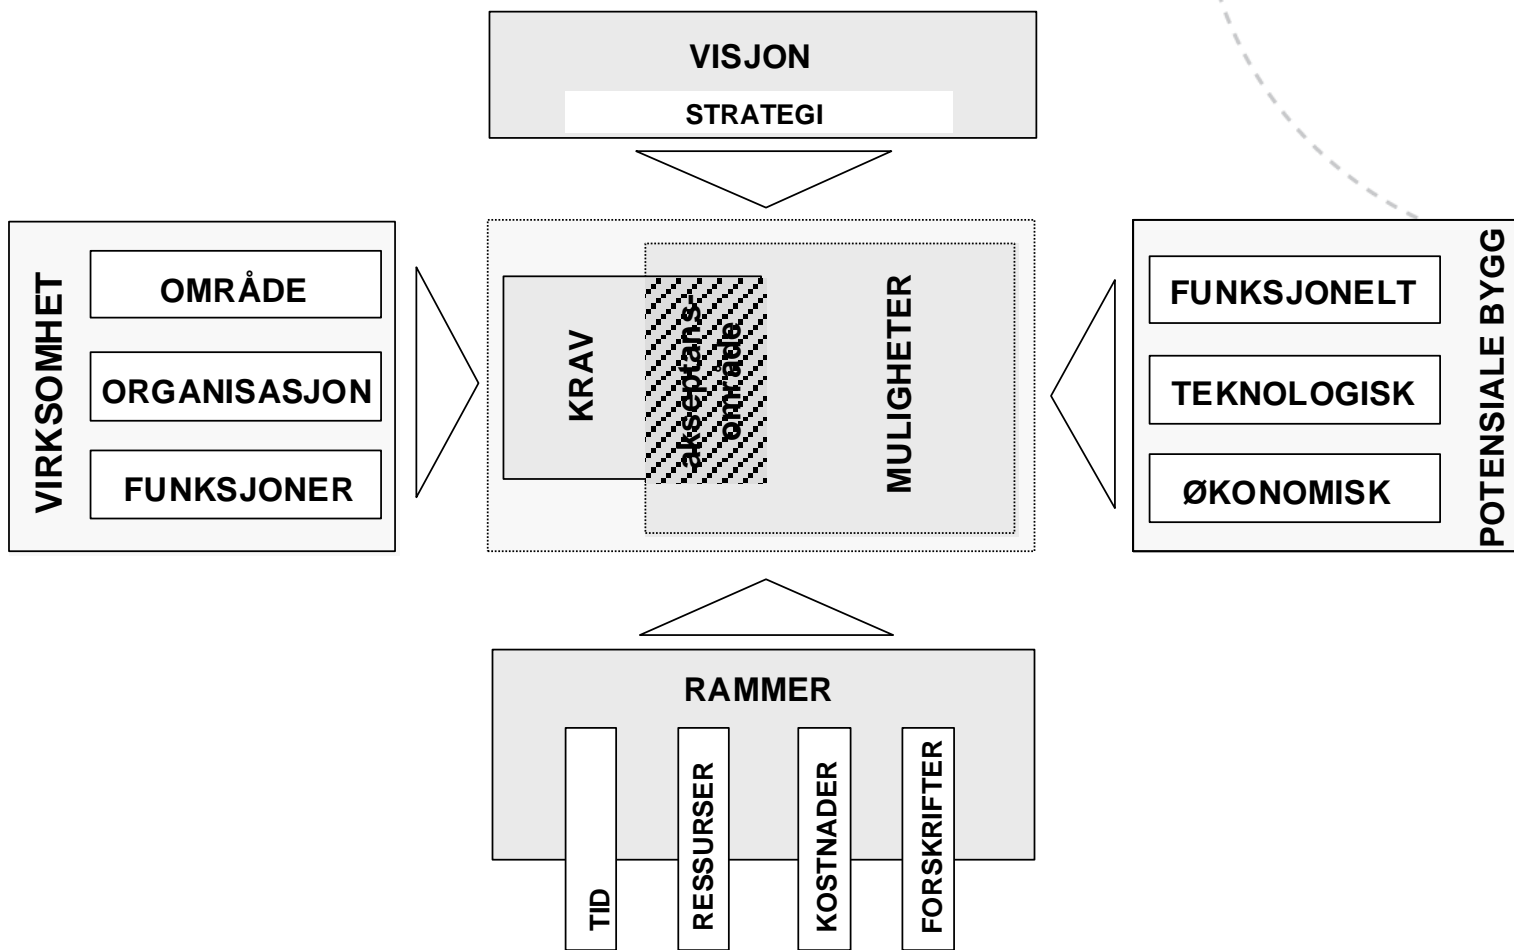 VISJON
STRATEGI
VIRKSOMHET
OMRÅDE
ORGANISASJON
FUNKSJONER
KRAV
akseptans-
område
MULIGHETER
FUNKSJONELT
TEKNOLOGISK
ØKONOMISK
POTENSIALE BYGG
RAMMER
TID
RESSURSER
KOSTNADER
FORSKRIFTER